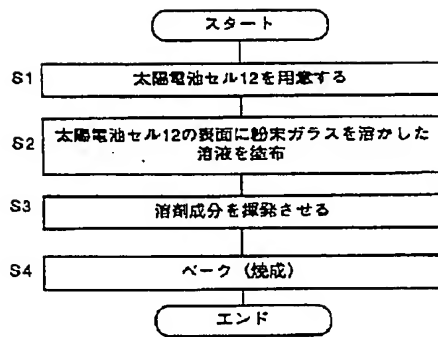 スタート
S1
太陽電池セル12を用意する
S2
太陽電池セル12の表面に粉末ガラスを溶かした
溶液を塗布
S3
溶剤成分を揮発させる
S4
ベーク（焼成）
エンド